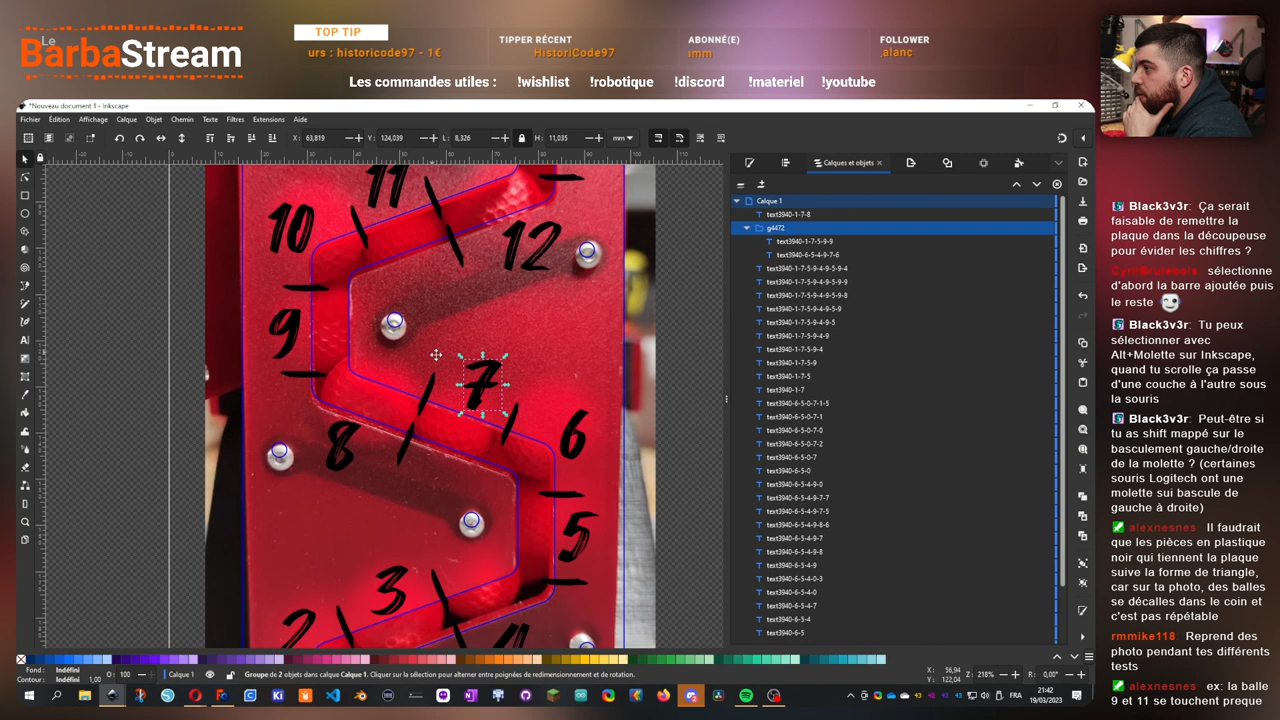 Le
BarbaStream
TOP TIP
urs : historicode97 - 1€
TIPPER RÉCENT
HistoriCode97
ABONNÉ(E)
imm
FOLLOWER
alanc
Les commandes utiles : !wishlist !robotique !discord !materiel !youtube
*Nouveau document 1 - Inkscape
Fichier Édition Affichage Calque Objet Chemin Texte Filtres Extensions Aide
X: 63,819 Y: 124,039 L: 8,326 H: 11,035 mm
Calques et objets
Calque 1
text3940-1-7-8
g4472
text3940-1-7-5-9-9
text3940-6-5-4-9-7-6
text3940-1-7-5-9-4-9-5-9-4
text3940-1-7-5-9-4-9-5-9-9
text3940-1-7-5-9-4-9-5-9-8
text3940-1-7-5-9-4-9-5-9
text3940-1-7-5-9-4-9-5
text3940-1-7-5-9-4-9
text3940-1-7-5-9-4
text3940-1-7-5-9
text3940-1-7-5
text3940-1-7
text3940-6-5-0-7-1-5
text3940-6-5-0-7-1
text3940-6-5-0-7-0
text3940-6-5-0-7-2
text3940-6-5-0-7
text3940-6-5-0
text3940-6-5-4-9-0
text3940-6-5-4-9-7-7
text3940-6-5-4-9-7-5
text3940-6-5-4-9-8-6
text3940-6-5-4-9-7
text3940-6-5-4-9-8
text3940-6-5-4-9
text3940-6-5-4-0-3
text3940-6-5-4-0
text3940-6-5-4-7
text3940-6-5-4
text3940-6-5
11
10
12
9
7
8
6
5
3
2
4
Fond : Indéfini
Contour : Indéfini 1,00
O: 100
Calque 1
Groupe de 2 objets dans calque Calque 1. Cliquer sur la sélection pour alterner entre poignées de redimensionnement et de rotation.
X: 56,94
Y: 122,04
Z: 218%
R: 0,00°
FRA
21:42
19/03/2023
Black3v3r: Ça serait
faisable de remettre la
plaque dans la découpeuse
pour évider les chiffres ?
CyrilBruleBois sélectionne
d'abord la barre ajoutée puis
le reste
Black3v3r: Tu peux
sélectionner avec
Alt+Molette sur Inkscape,
quand tu scrolle ça passe
d'une couche à l'autre sous
la souris
Black3v3r: Peut-être si
tu as shift mappé sur le
basculement gauche/droite
de la molette ? (certaines
souris Logitech ont une
molette sui bascule de
gauche à droite)
alexnesnes Il faudrait
que les pièces en plastique
noir qui tiennent la plaque
suive la forme de triangle,
car sur ta photo, des balles
se décalles dans le coin et
c'est pas répétable
rmmike118 Reprend des
photo pendant tes différents
tests
alexnesnes ex: la balle
9 et 11 se touchent preque